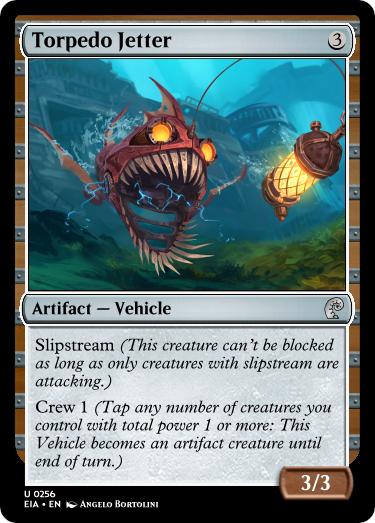 Torpedo Jetter 3
Artifact — Vehicle
Slipstream (This creature can't be blocked
as long as only creatures with slipstream are
attacking.)
Crew 1 (Tap any number of creatures you
control with total power 1 or more: This
Vehicle becomes an artifact creature until
end of turn.)
3/3
U 0256
EIA • EN Angelo Bortolini